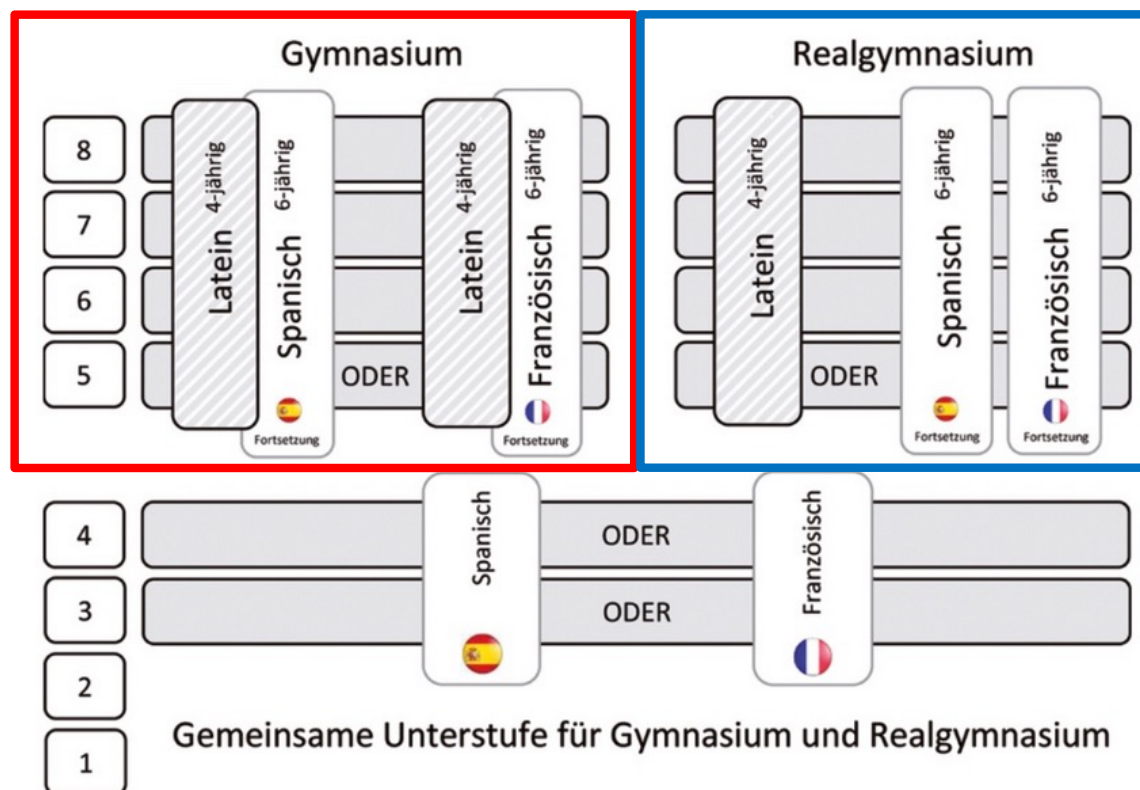 Gymnasium
Realgymnasium
8
7
6
5
Latein 4-jährig
Spanisch 6-jährig
Fortsetzung
ODER
Latein 4-jährig
Französisch 6-jährig
Fortsetzung
Latein 4-jährig
ODER
Spanisch 6-jährig
Fortsetzung
Französisch 6-jährig
Fortsetzung
4
3
2
1
Spanisch
ODER
ODER
Französisch
Gemeinsame Unterstufe für Gymnasium und Realgymnasium